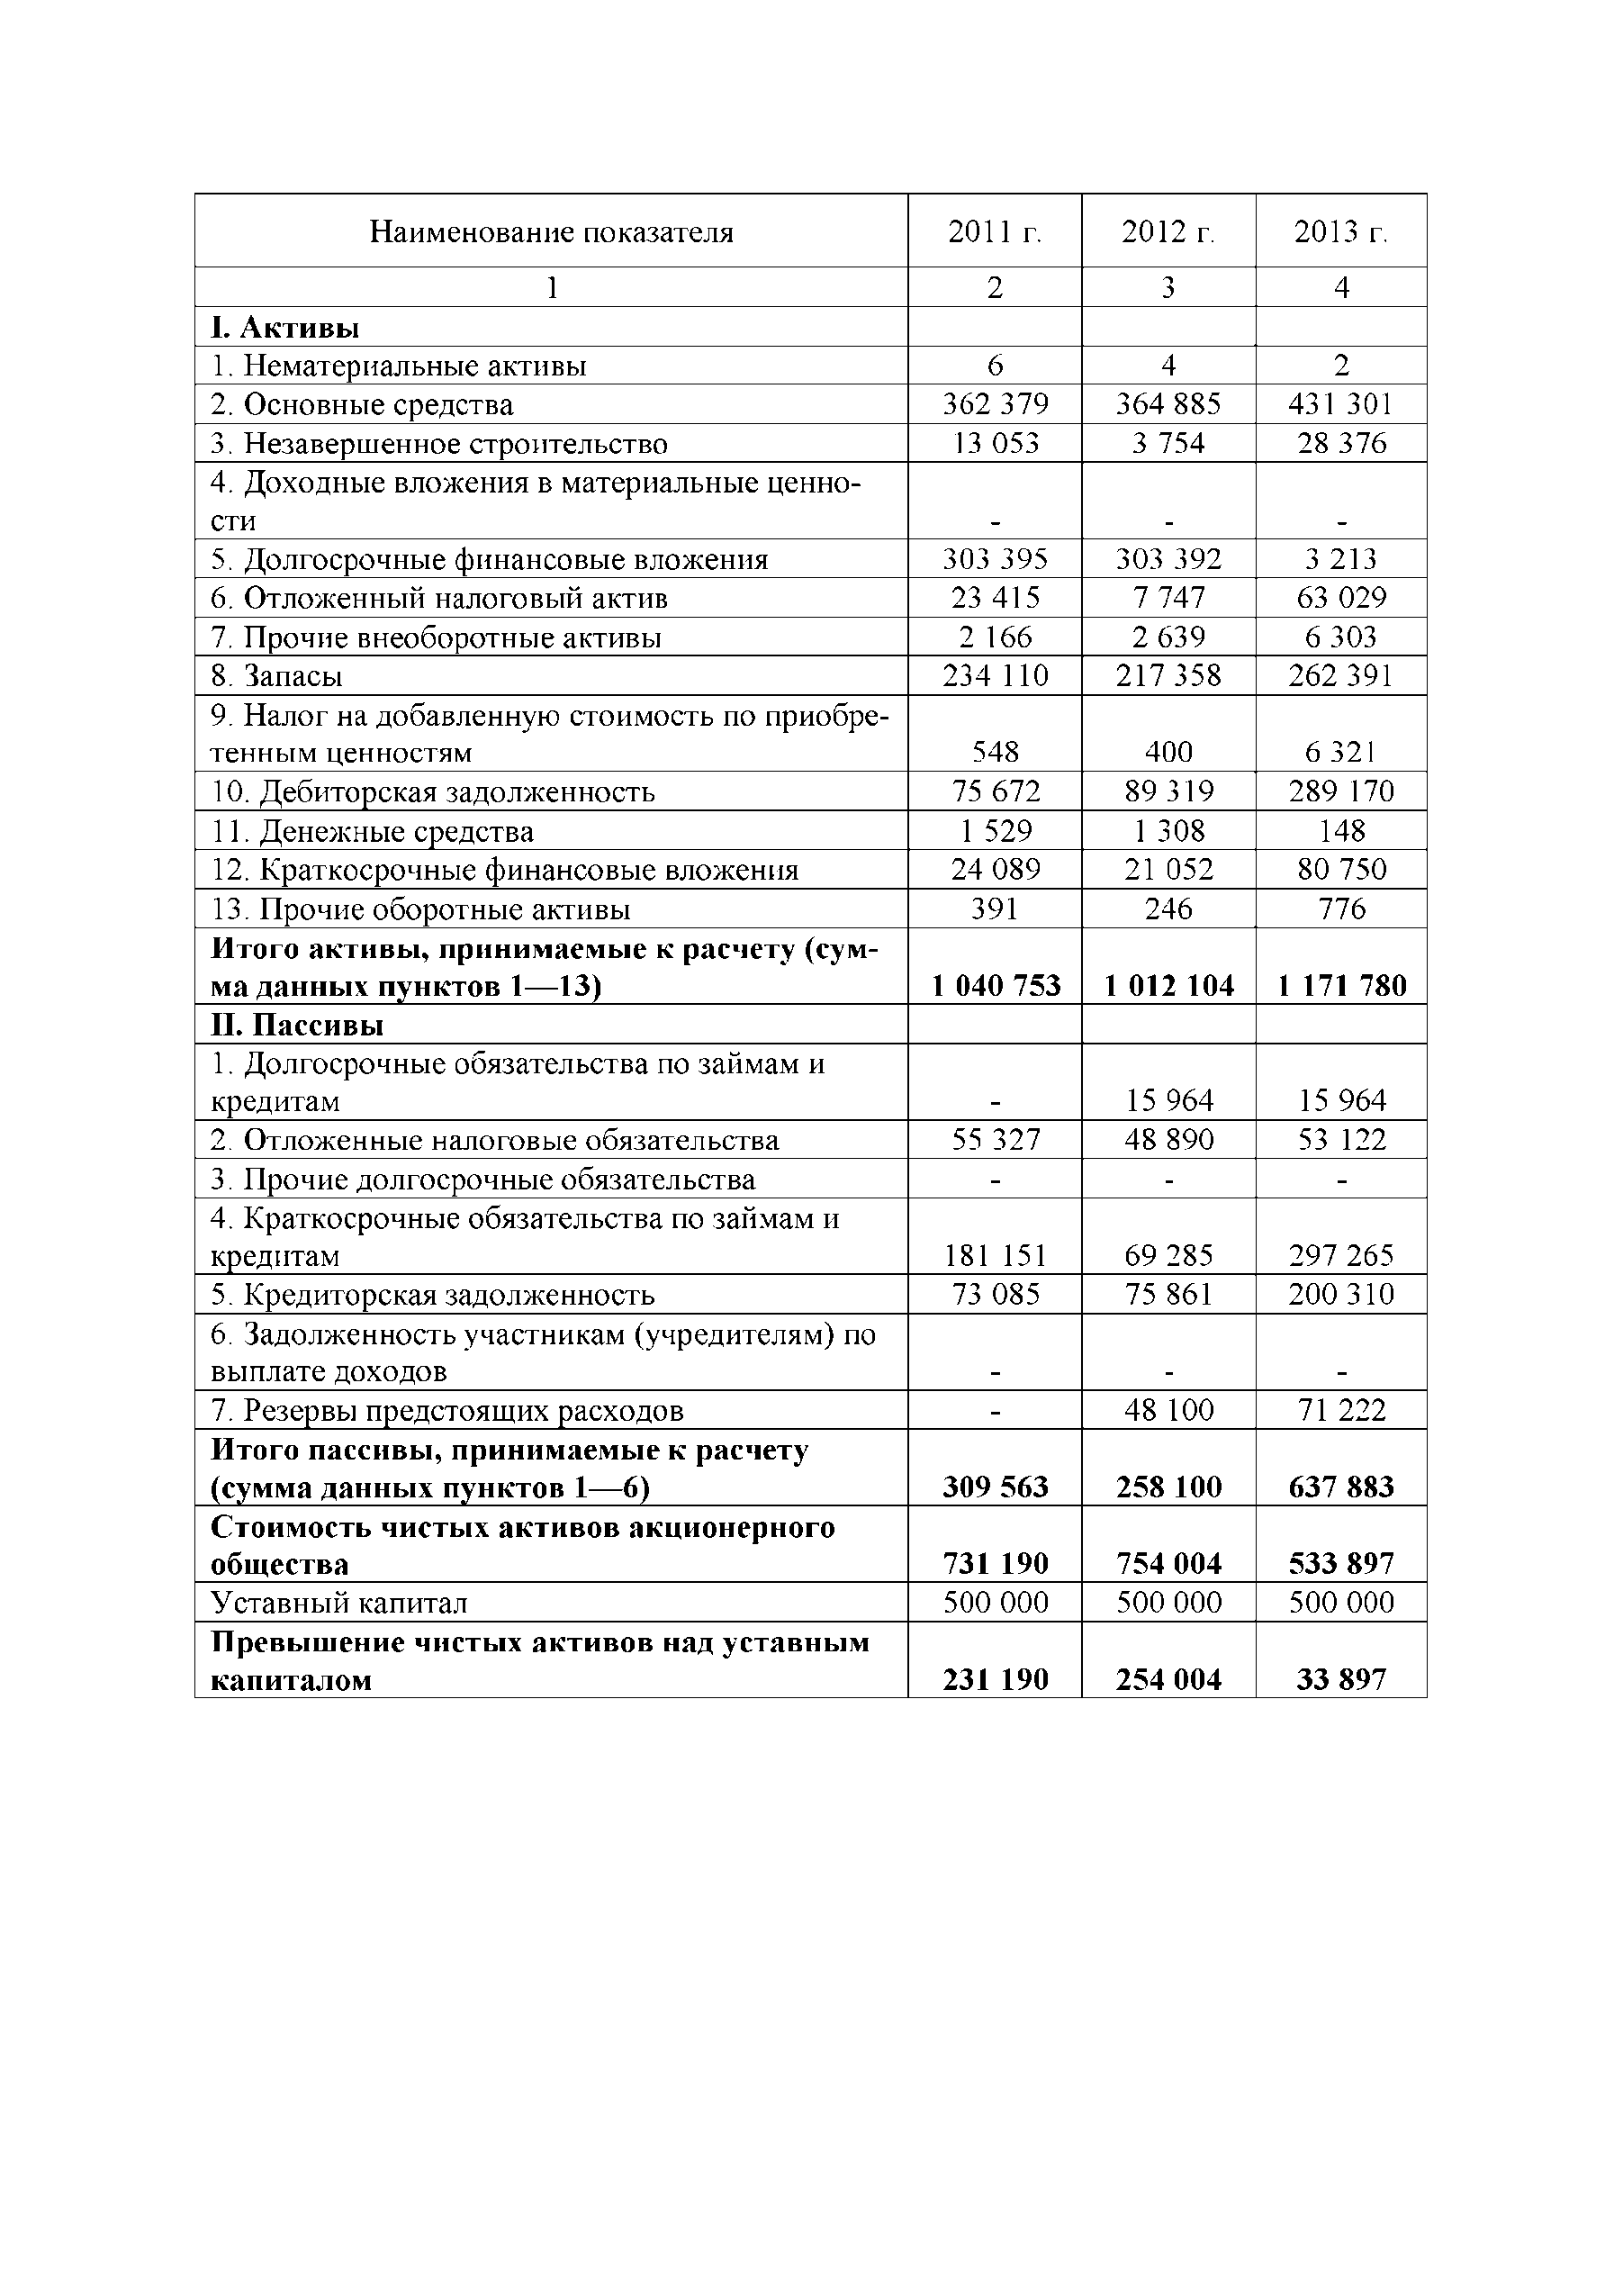 Наименование показателя 2011 г. 2012 г. 2013 г.
1 2 3 4
I. Активы
1. Нематериальные активы 6 4 2
2. Основные средства 362 379 364 885 431 301
3. Незавершенное строительство 13 053 3 754 28 376
4. Доходные вложения в материальные ценно-
сти - - -
5. Долгосрочные финансовые вложения 303 395 303 392 3 213
6. Отложенный налоговый актив 23 415 7 747 63 029
7. Прочие внеоборотные активы 2 166 2 639 6 303
8. Запасы 234 110 217 358 262 391
9. Налог на добавленную стоимость по приобре-
тенным ценностям 548 400 6 321
10. Дебиторская задолженность 75 672 89 319 289 170
11. Денежные средства 1 529 1 308 148
12. Краткосрочные финансовые вложения 24 089 21 052 80 750
13. Прочие оборотные активы 391 246 776
Итого активы, принимаемые к расчету (сум-
ма данных пунктов 1—13) 1 040 753 1 012 104 1 171 780
II. Пассивы
1. Долгосрочные обязательства по займам и
кредитам - 15 964 15 964
2. Отложенные налоговые обязательства 55 327 48 890 53 122
3. Прочие долгосрочные обязательства - - -
4. Краткосрочные обязательства по займам и
кредитам 181 151 69 285 297 265
5. Кредиторская задолженность 73 085 75 861 200 310
6. Задолженность участникам (учредителям) по
выплате доходов - - -
7. Резервы предстоящих расходов - 48 100 71 222
Итого пассивы, принимаемые к расчету
(сумма данных пунктов 1—6) 309 563 258 100 637 883
Стоимость чистых активов акционерного
общества 731 190 754 004 533 897
Уставный капитал 500 000 500 000 500 000
Превышение чистых активов над уставным
капиталом 231 190 254 004 33 897